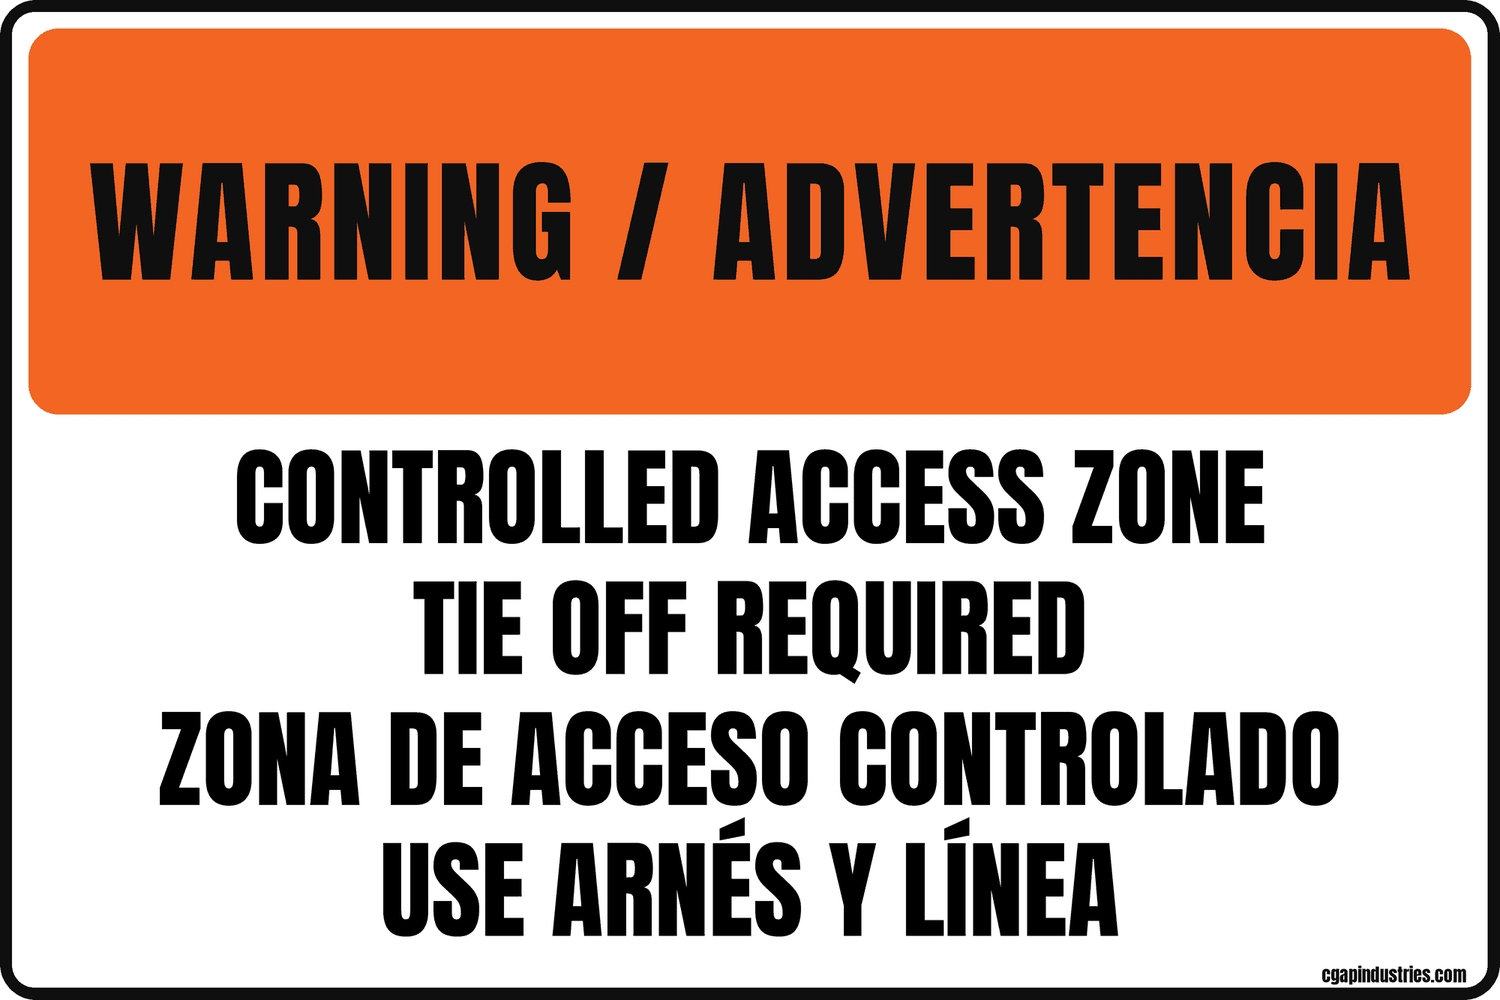 WARNING / ADVERTENCIA
CONTROLLED ACCESS ZONE
TIE OFF REQUIRED
ZONA DE ACCESO CONTROLADO
USE ARNÉS Y LÍNEA
cgapindustries.com